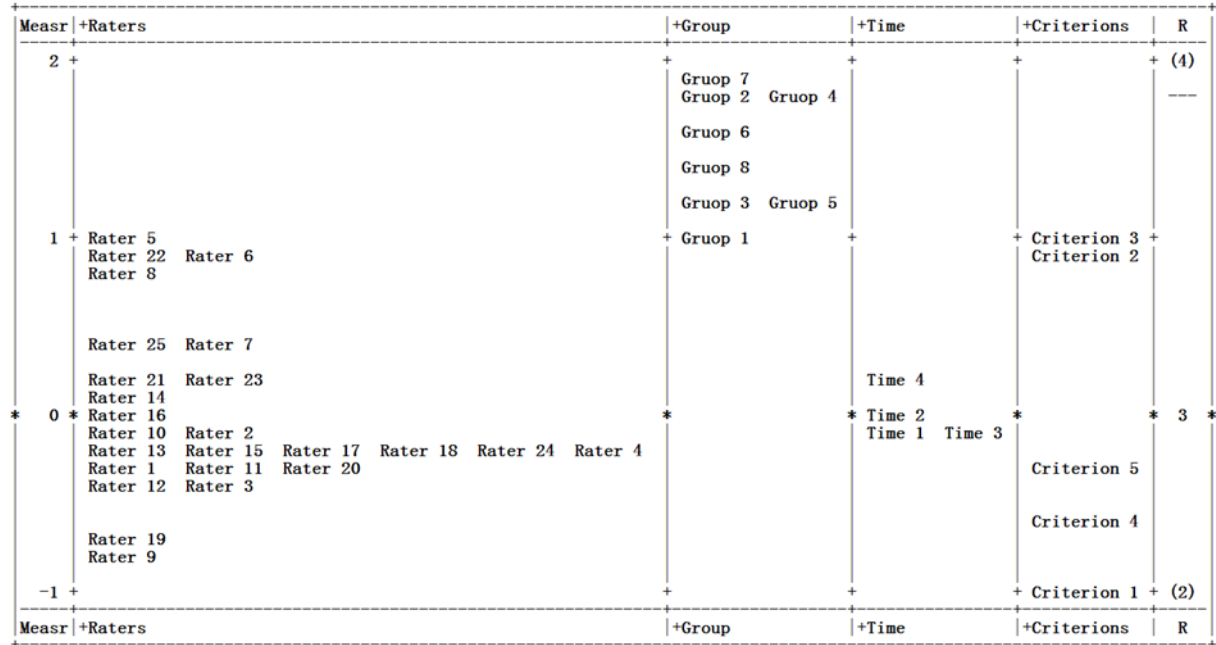 Measr +Raters +Group +Time +Criterions R
2 + + + + + (4)
Gruop 7
Gruop 2 Gruop 4 ---
Gruop 6
Gruop 8
Gruop 3 Gruop 5
1 + Rater 5 + Gruop 1 + + Criterion 3 +
Rater 22 Rater 6 Criterion 2
Rater 8
Rater 25 Rater 7
Rater 21 Rater 23 Time 4
Rater 14
* 0 * Rater 16 * * Time 2 * * 3 *
Rater 10 Rater 2 Time 1 Time 3
Rater 13 Rater 15 Rater 17 Rater 18 Rater 24 Rater 4
Rater 1 Rater 11 Rater 20 Criterion 5
Rater 12 Rater 3
Criterion 4
Rater 19
Rater 9
-1 + + + + Criterion 1 + (2)
Measr +Raters +Group +Time +Criterions R